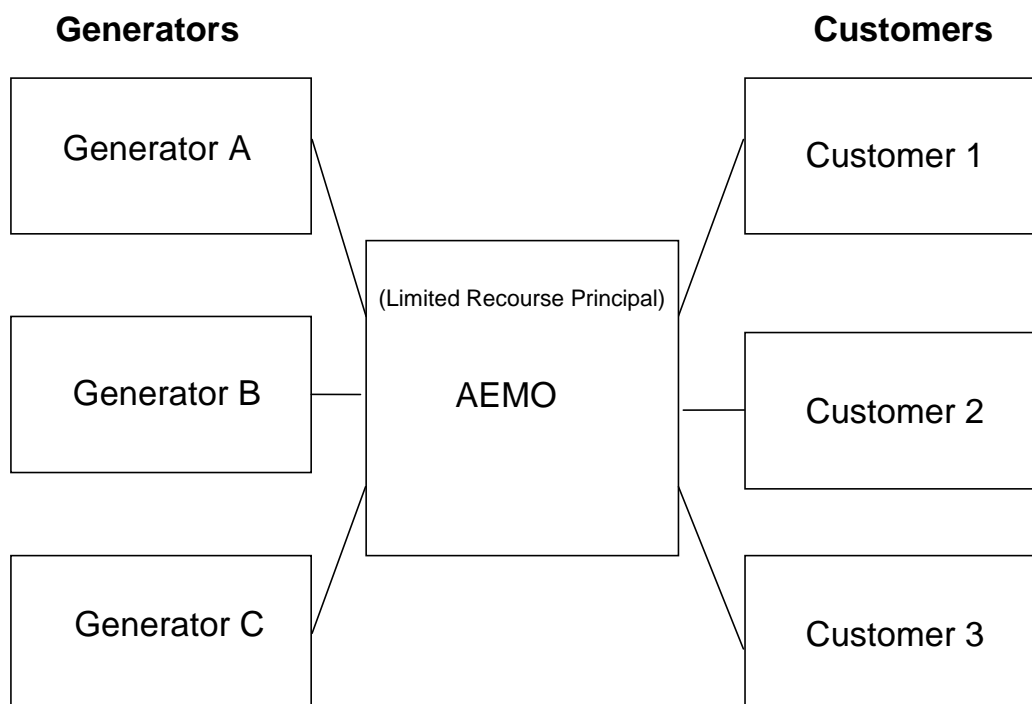 Generators
Customers
Generator A
Customer 1
(Limited Recourse Principal)
AEMO
Generator B
Customer 2
Generator C
Customer 3